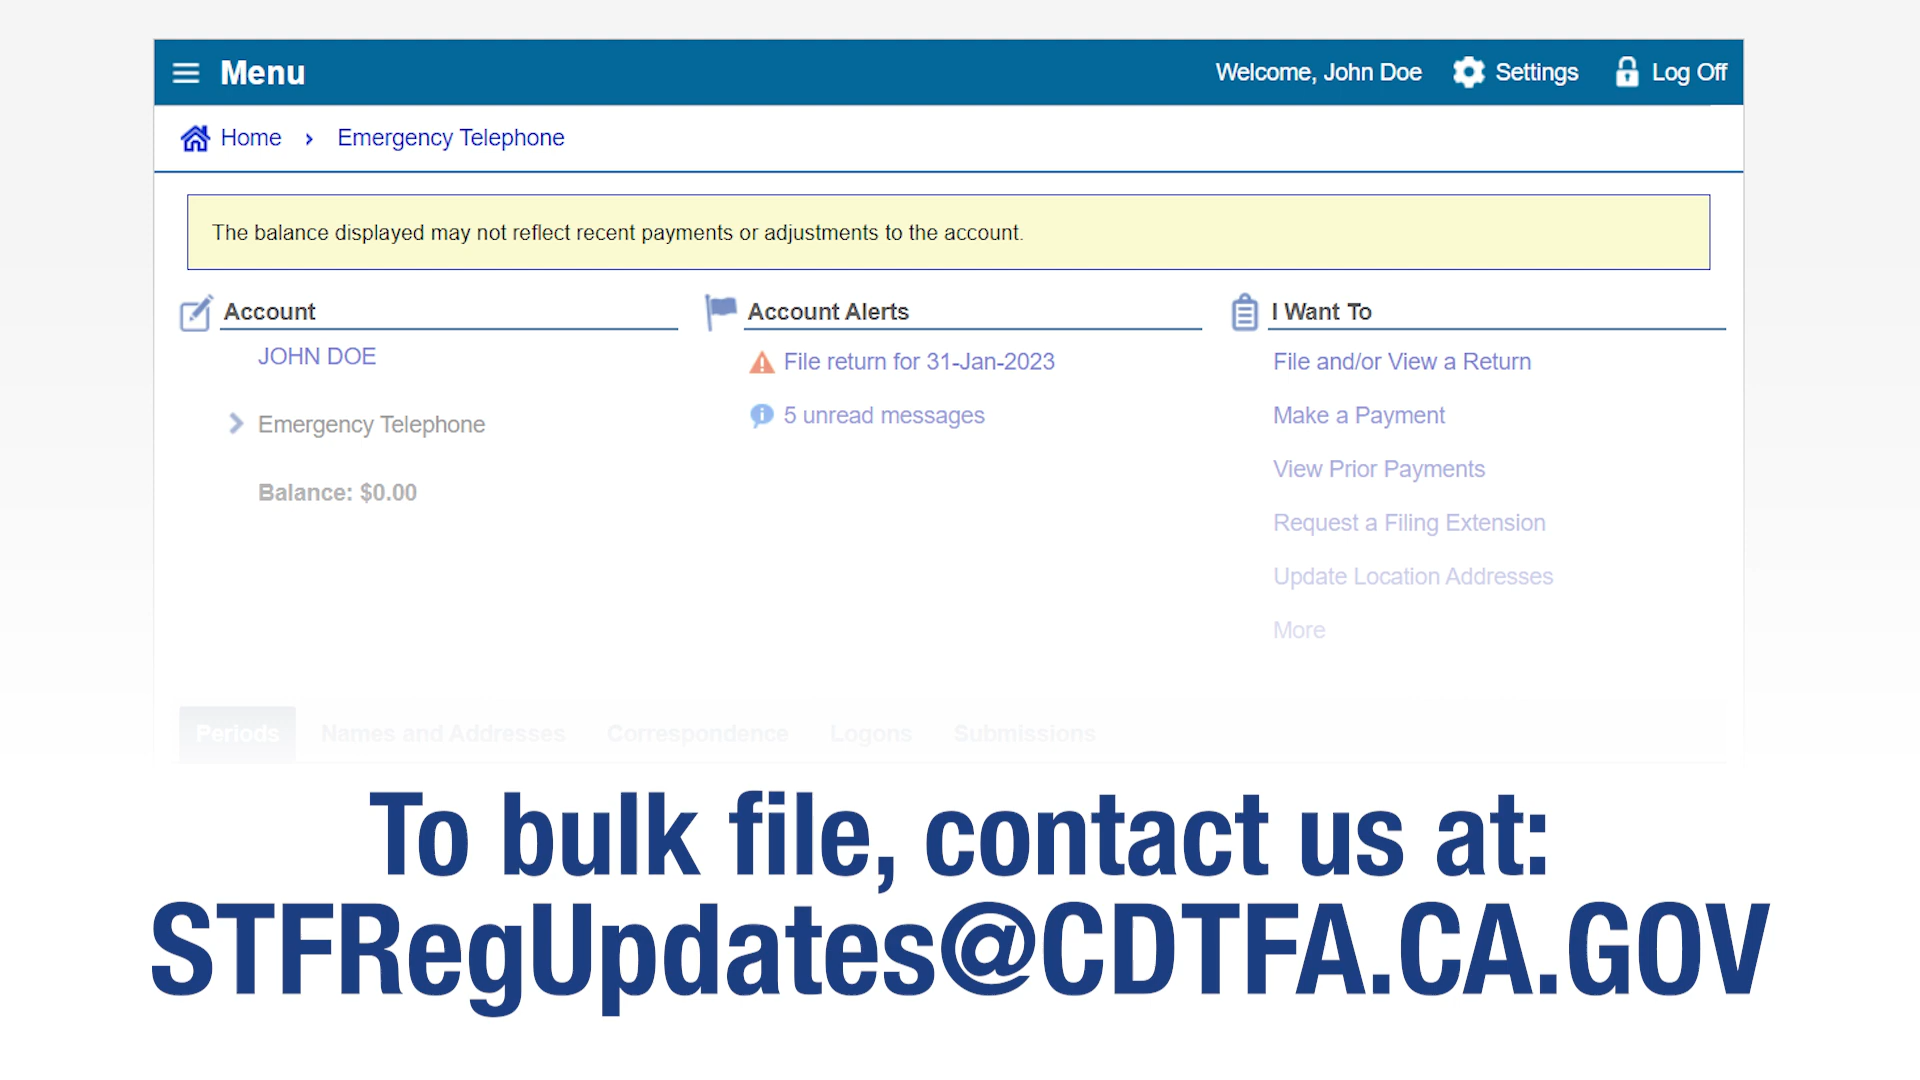 Menu
Welcome, John Doe
Settings
Log Off
Home
Emergency Telephone
The balance displayed may not reflect recent payments or adjustments to the account.
Account
JOHN DOE
Emergency Telephone
Balance: $0.00
Account Alerts
File return for 31-Jan-2023
5 unread messages
I Want To
File and/or View a Return
Make a Payment
View Prior Payments
Request a Filing Extension
Update Location Addresses
More
Periods
Names and Addresses
Correspondence
Logons
Submissions
To bulk file, contact us at:
STFRegUpdates@CDTFA.CA.GOV